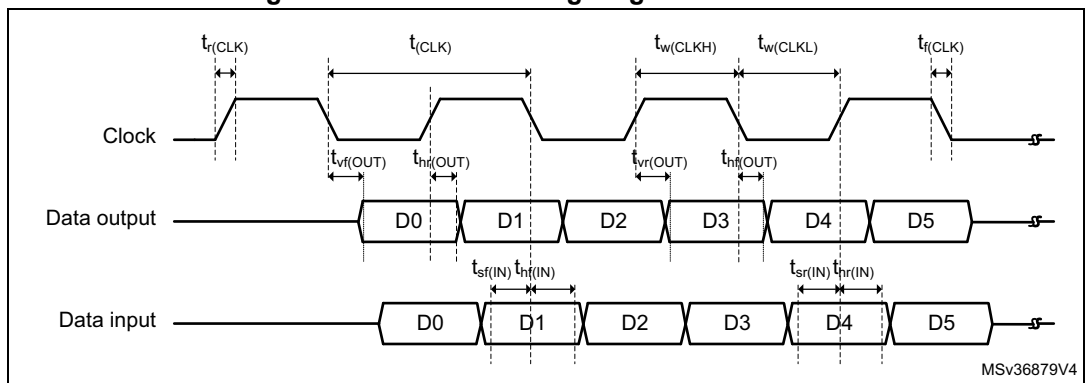 t_r(CLK) t_(CLK) t_w(CLKH) t_w(CLKL) t_f(CLK)
Clock
t_vf(OUT) t_hr(OUT) t_vr(OUT) t_hf(OUT)
Data output D0 D1 D2 D3 D4 D5
t_sf(IN) t_hf(IN) t_sr(IN) t_hr(IN)
Data input D0 D1 D2 D3 D4 D5
MSv36879V4